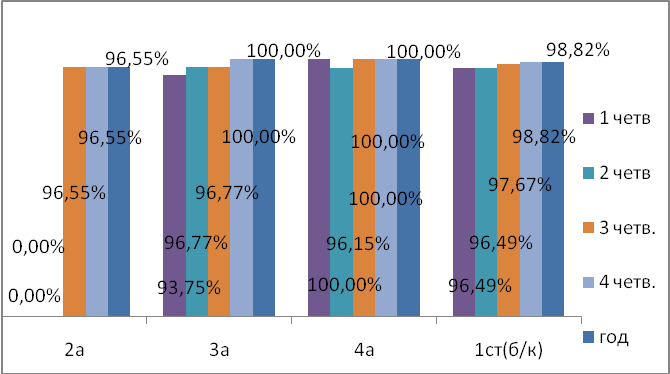 96,55%
100,00%
100,00%
98,82%
96,55%
100,00%
100,00%
98,82%
96,55%
96,77%
100,00%
97,67%
0,00%
96,77%
96,15%
96,49%
0,00%
93,75%
100,00%
96,49%
2а
3а
4а
1ст(б/к)
1 четв
2 четв
3 четв.
4 четв.
год